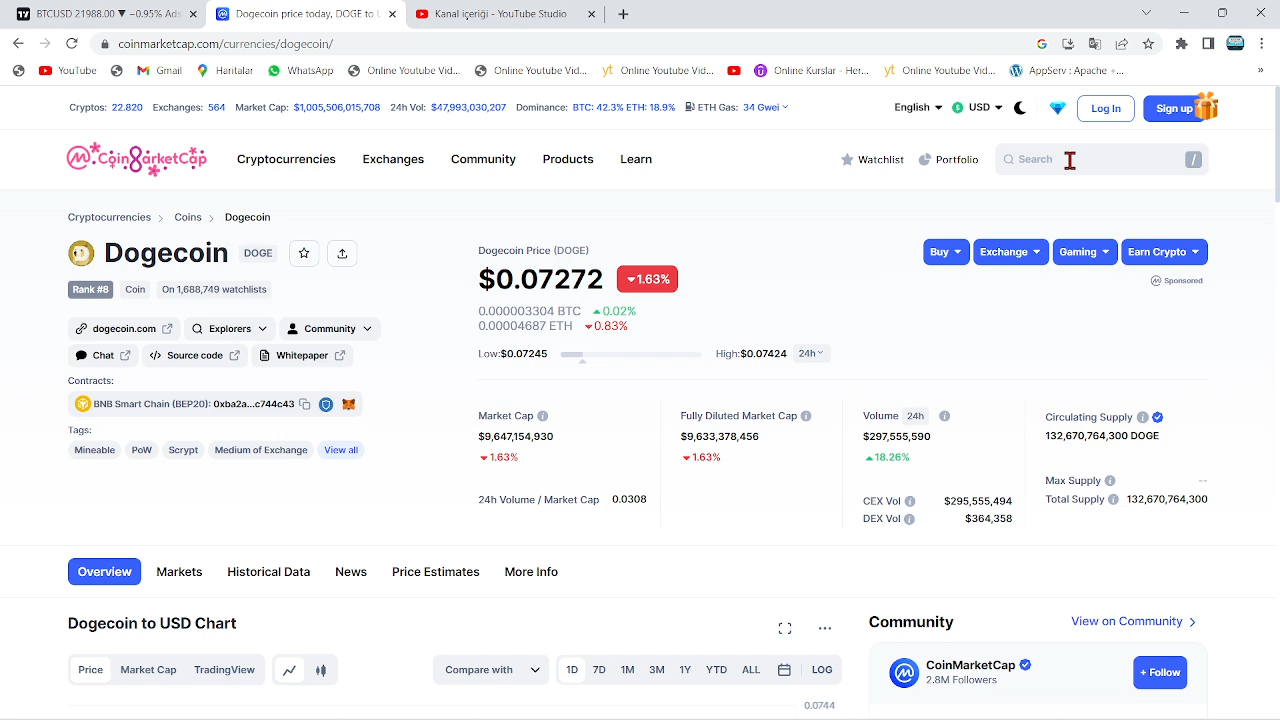 BTCUSD 21988.00 ▼ −0.95% Ads
Dogecoin price today, DOGE to U
Kanal içeriği - YouTube Studio
coinmarketcap.com/currencies/dogecoin/
YouTube Gmail Haritalar WhatsApp Online Youtube Vid... Online Youtube Vid... Online Youtube Vid... Online Kurslar - Her... Online Youtube Vid... AppServ : Apache +... »
Cryptos: 22.820 Exchanges: 564 Market Cap: $1,005,506,015,708 24h Vol: $47,993,030,207 Dominance: BTC: 42.3% ETH: 18.9% ETH Gas: 34 Gwei English USD Log In Sign up
CoinMarketCap Cryptocurrencies Exchanges Community Products Learn Watchlist Portfolio Search /
Cryptocurrencies > Coins > Dogecoin
Dogecoin DOGE
Rank #8 Coin On 1,688,749 watchlists
dogecoin.com Explorers Community
Chat Source code Whitepaper
Contracts:
BNB Smart Chain (BEP20): 0xba2a...c744c43
Tags:
Mineable PoW Scrypt Medium of Exchange View all
Dogecoin Price (DOGE)
$0.07272 1.63%
0.000003304 BTC 0.02%
0.00004687 ETH 0.83%
Low:$0.07245 High:$0.07424 24h
Buy Exchange Gaming Earn Crypto
Sponsored
Market Cap
$9,647,154,930
1.63%
24h Volume / Market Cap 0.0308
Fully Diluted Market Cap
$9,633,378,456
1.63%
Volume 24h
$297,555,590
18.26%
CEX Vol $295,555,494
DEX Vol $364,358
Circulating Supply
132,670,764,300 DOGE
Max Supply --
Total Supply 132,670,764,300
Overview Markets Historical Data News Price Estimates More Info
Dogecoin to USD Chart
Price Market Cap TradingView Compare with 1D 7D 1M 3M 1Y YTD ALL LOG
0.0744
Community View on Community >
CoinMarketCap
2.8M Followers
+ Follow